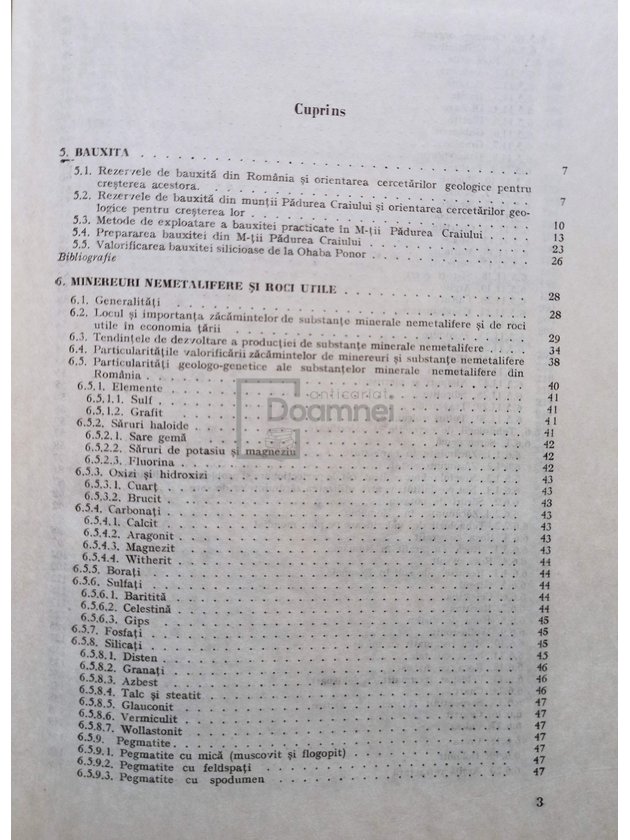 Cuprins
5. BAUXITA . . . . . . . . . . . . 7
5.1. Rezervele de bauxită din România și orientarea cercetărilor geologice pentru
creșterea acestora. . . . . . . . . . . . 7
5.2. Rezervele de bauxită din munții Pădurea Craiului și orientarea cercetărilor geo-
logice pentru creșterea lor . . . . . . . . . . . . 10
5.3. Metode de exploatare a bauxitei practicate în M-ții Pădurea Craiului . . . . 13
5.4. Prepararea bauxitei din M-ții Pădurea Craiului . . . . . . . . 23
5.5. Valorificarea bauxitei silicioase de la Ohaba Ponor . . . . . . . . 26
Bibliografie
6. MINEREURI NEMETALIFERE ȘI ROCI UTILE . . . . . . . . 28
6.1. Generalități . . . . . . . . . . . . 28
6.2. Locul și importanța zăcămintelor de substanțe minerale nemetalifere și de roci
utile în economia țării . . . . . . . . . . . . 29
6.3. Tendințele de dezvoltare a producției de substanțe minerale nemetalifere . . . . 34
6.4. Particularitățile valorificării zăcămintelor de minereuri și substanțe nemetalifere 38
6.5. Particularități geologo-genetice ale substanțelor minerale nemetalifere din
România . . . . . . . . . . . . 40
6.5.1. Elemente . . . . . . . . . . . . 41
6.5.1.1. Sulf . . . . . . . . . . . . 41
6.5.1.2. Grafit . . . . . . . . . . . . 41
6.5.2. Săruri haloide . . . . . . . . . . . . 41
6.5.2.1. Sare gemă . . . . . . . . . . . . 42
6.5.2.2. Săruri de potasiu și magneziu . . . . . . . . 42
6.5.2.3. Fluorina . . . . . . . . . . . . 42
6.5.3. Oxizi și hidroxizi . . . . . . . . . . . . 43
6.5.3.1. Cuarț . . . . . . . . . . . . 43
6.5.3.2. Brucit . . . . . . . . . . . . 43
6.5.4. Carbonați . . . . . . . . . . . . 43
6.5.4.1. Calcit . . . . . . . . . . . . 43
6.5.4.2. Aragonit . . . . . . . . . . . . 43
6.5.4.3. Magnezit . . . . . . . . . . . . 43
6.5.4.4. Witherit . . . . . . . . . . . . 44
6.5.5. Borați . . . . . . . . . . . . 44
6.5.6. Sulfați . . . . . . . . . . . . 44
6.5.6.1. Baritită . . . . . . . . . . . . 44
6.5.6.2. Celestină . . . . . . . . . . . . 44
6.5.6.3. Gips . . . . . . . . . . . . 45
6.5.7. Fosfați . . . . . . . . . . . . 45
6.5.8. Silicați . . . . . . . . . . . . 45
6.5.8.1. Disten . . . . . . . . . . . . 46
6.5.8.2. Granați . . . . . . . . . . . . 46
6.5.8.3. Azbest . . . . . . . . . . . . 46
6.5.8.4. Talc și steatit . . . . . . . . . . . . 47
6.5.8.5. Glauconit . . . . . . . . . . . . 47
6.5.8.6. Vermiculit . . . . . . . . . . . . 47
6.5.8.7. Wollastonit . . . . . . . . . . . . 47
6.5.9. Pegmatite . . . . . . . . . . . . 47
6.5.9.1. Pegmatite cu mică (muscovit și flogopit) . . . . . . . . 47
6.5.9.2. Pegmatite cu feldspați . . . . . . . . . . . . 47
6.5.9.3. Pegmatite cu spodumen . . . . . . . . . . . . 
3
anticariat
Doamnei